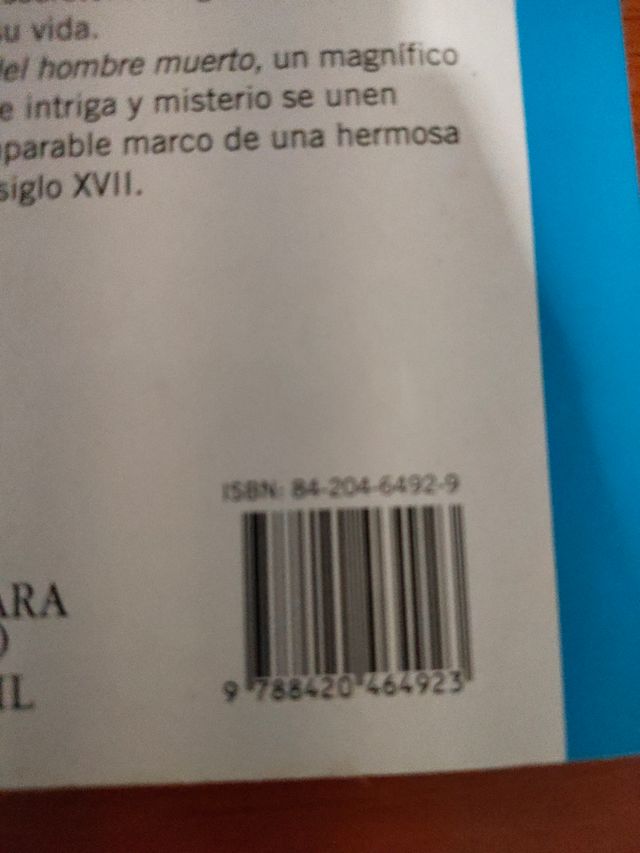 su vida.
del hombre muerto, un magnífico
e intriga y misterio se unen
parable marco de una hermosa
siglo XVII.
ISBN: 84-204-6492-9
ARA
O
IL
9 788420 464923